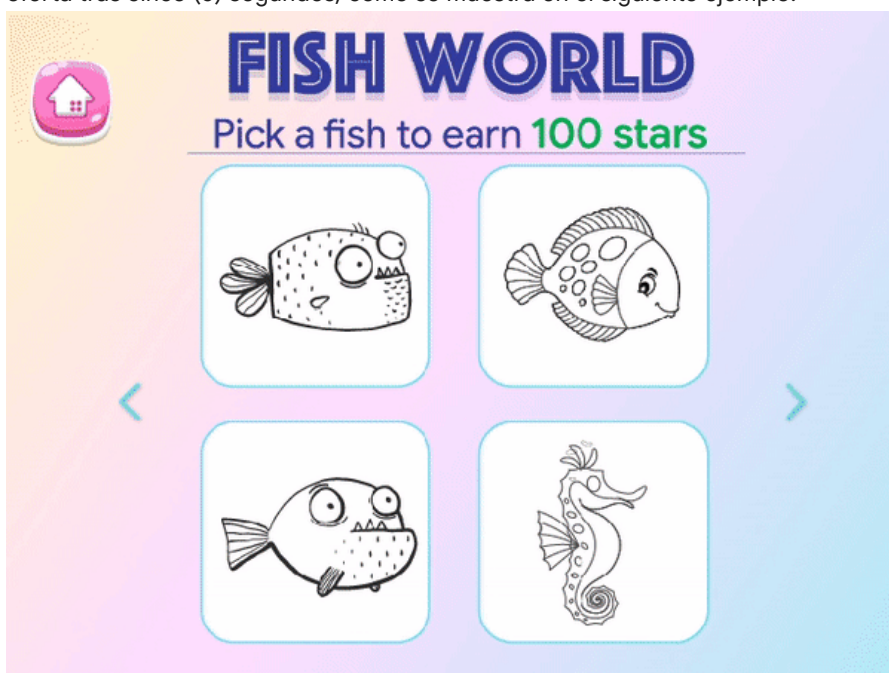 oferta tras cinco (5) segundos, como se muestra en el siguiente ejemplo:
FISH WORLD
Pick a fish to earn 100 stars